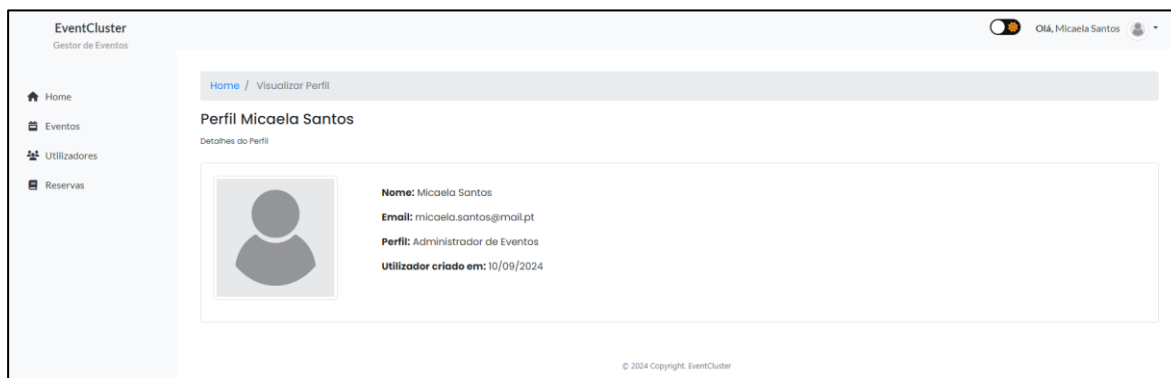 EventCluster
Gestor de Eventos
Olá, Micaela Santos
Home
Eventos
Utilizadores
Reservas
Home / Visualizar Perfil
Perfil Micaela Santos
Detalhes do Perfil
Nome: Micaela Santos
Email: micaela.santos@mail.pt
Perfil: Administrador de Eventos
Utilizador criado em: 10/09/2024
© 2024 Copyright. EventCluster